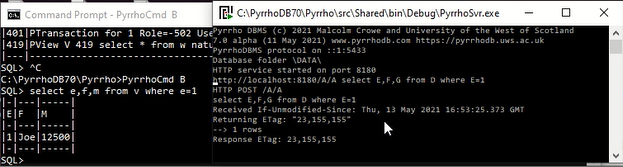 Command Prompt - PyrrhoCmd B
|401|PTransaction for 1 Role=-502 Use
|419|PView V 419 select * from w natu
SQL> ^C
C:\PyrrhoDB70\Pyrrho>PyrrhoCmd B
SQL> select e,f,m from v where e=1
|-|---|-----|
|E|F |M |
|-|---|-----|
|1|Joe|12500|
|-|---|-----|
SQL>
C:\PyrrhoDB70\Pyrrho\src\Shared\bin\Debug\PyrrhoSvr.exe
Pyrrho DBMS (c) 2021 Malcolm Crowe and University of the West of Scotland
7.0 alpha (11 May 2021) www.pyrrhodb.com https://pyrrhodb.uws.ac.uk
PyrrhoDBMS protocol on ::1:5433
Database folder \DATA\
HTTP service started on port 8180
http://localhost:8180/A/A select E,F,G from D where E=1
HTTP POST /A/A
select E,F,G from D where E=1
Received If-Unmodified-Since: Thu, 13 May 2021 16:53:25.373 GMT
Returning ETag: "23,155,155"
--> 1 rows
Response ETag: 23,155,155